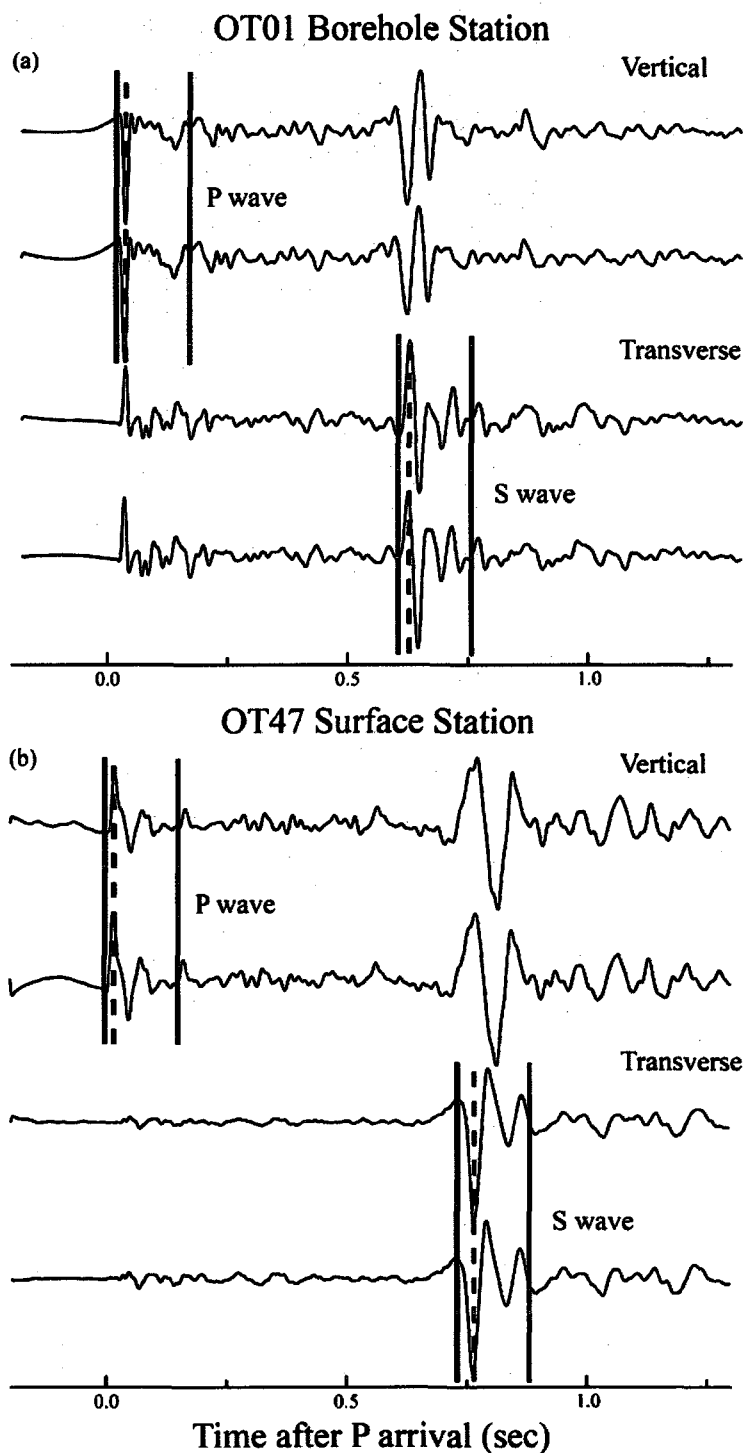 OT01 Borehole Station
(a)
Vertical
P wave
Transverse
S wave
0.0 0.5 1.0
OT47 Surface Station
(b)
Vertical
P wave
Transverse
S wave
0.0 0.5 1.0
Time after P arrival (sec)